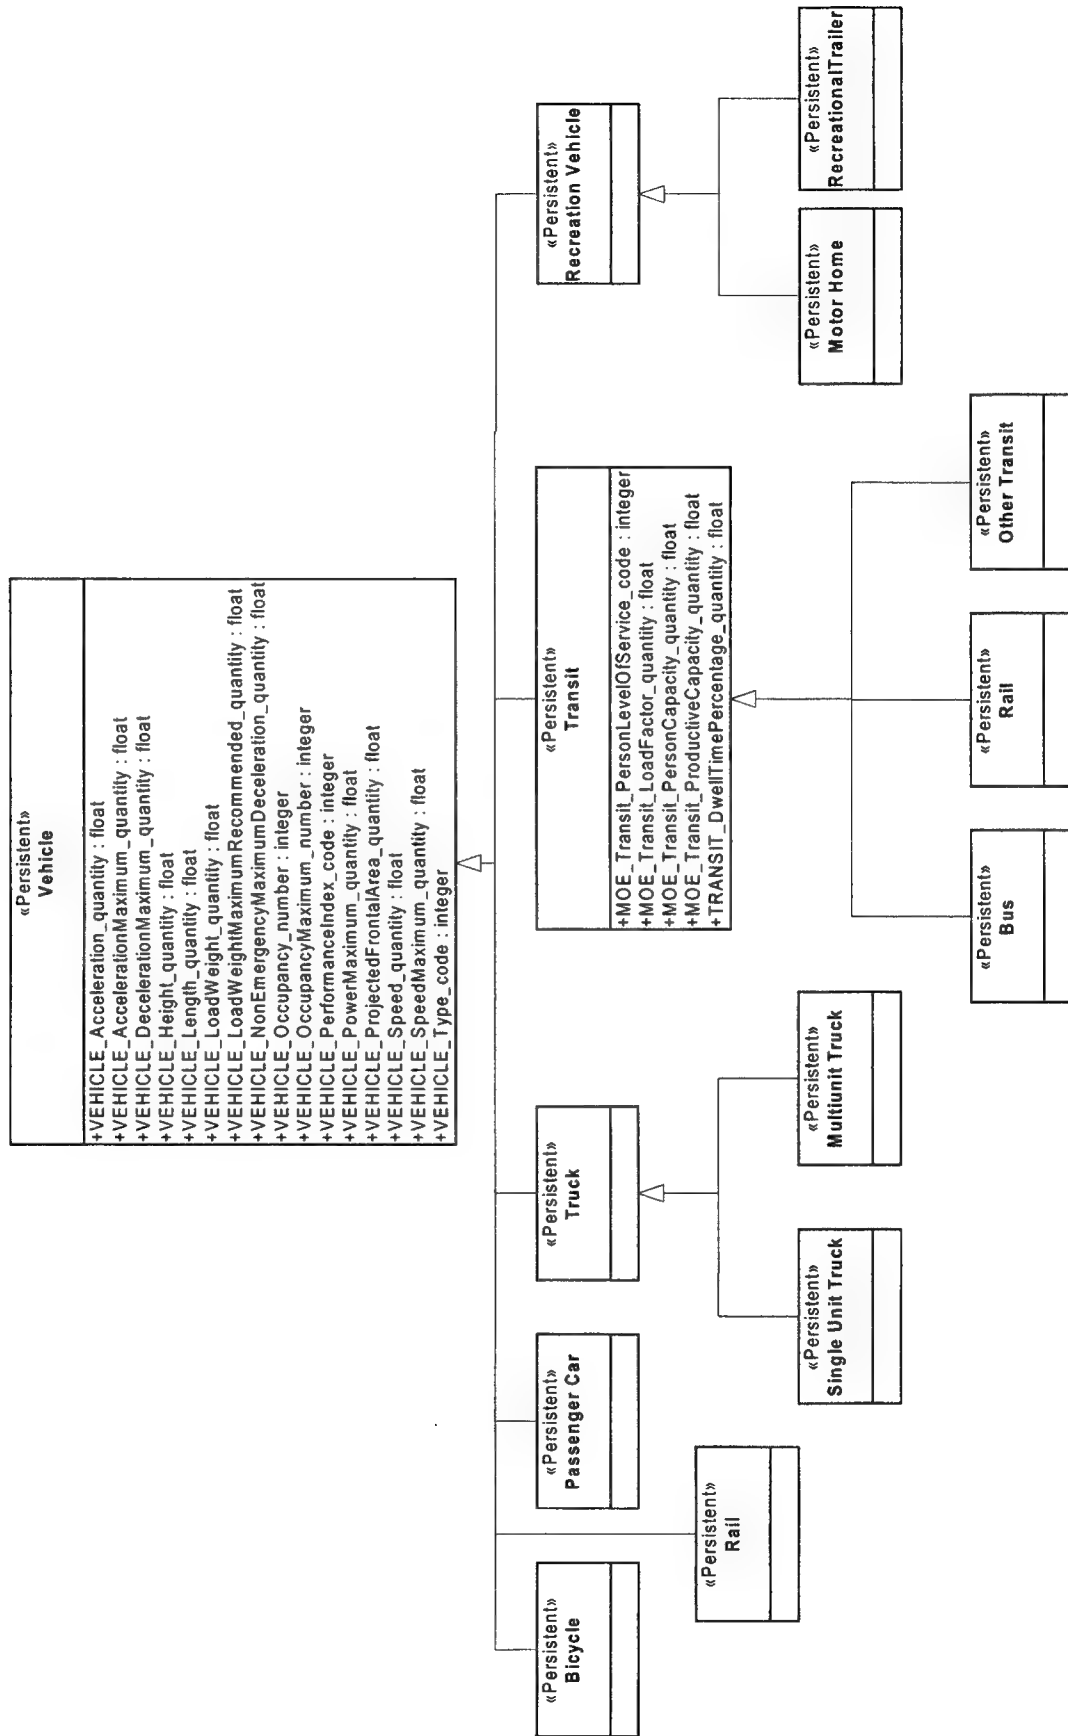 «Persistent»
Vehicle
+VEHICLE_Acceleration_quantity : float
+VEHICLE_AccelerationMaximum_quantity : float
+VEHICLE_DecelerationMaximum_quantity : float
+VEHICLE_Height_quantity : float
+VEHICLE_Length_quantity : float
+VEHICLE_LoadWeight_quantity : float
+VEHICLE_LoadWeightMaximumRecommended_quantity : float
+VEHICLE_NonEmergencyMaximumDeceleration_quantity : float
+VEHICLE_Occupancy_number : integer
+VEHICLE_OccupancyMaximum_number : integer
+VEHICLE_PerformanceIndex_code : integer
+VEHICLE_PowerMaximum_quantity : float
+VEHICLE_ProjectedFrontalArea_quantity : float
+VEHICLE_Speed_quantity : float
+VEHICLE_SpeedMaximum_quantity : float
+VEHICLE_Type_code : integer
«Persistent»
Bicycle
«Persistent»
Passenger Car
«Persistent»
Truck
«Persistent»
Transit
+MOE_Transit_PersonLevelOfService_code : integer
+MOE_Transit_LoadFactor_quantity : float
+MOE_Transit_PersonCapacity_quantity : float
+MOE_Transit_ProductiveCapacity_quantity : float
+TRANSIT_DwellTimePercentage_quantity : float
«Persistent»
Recreation Vehicle
«Persistent»
Rail
«Persistent»
Single Unit Truck
«Persistent»
Multiunit Truck
«Persistent»
Motor Home
«Persistent»
RecreationalTrailer
«Persistent»
Bus
«Persistent»
Rail
«Persistent»
Other Transit